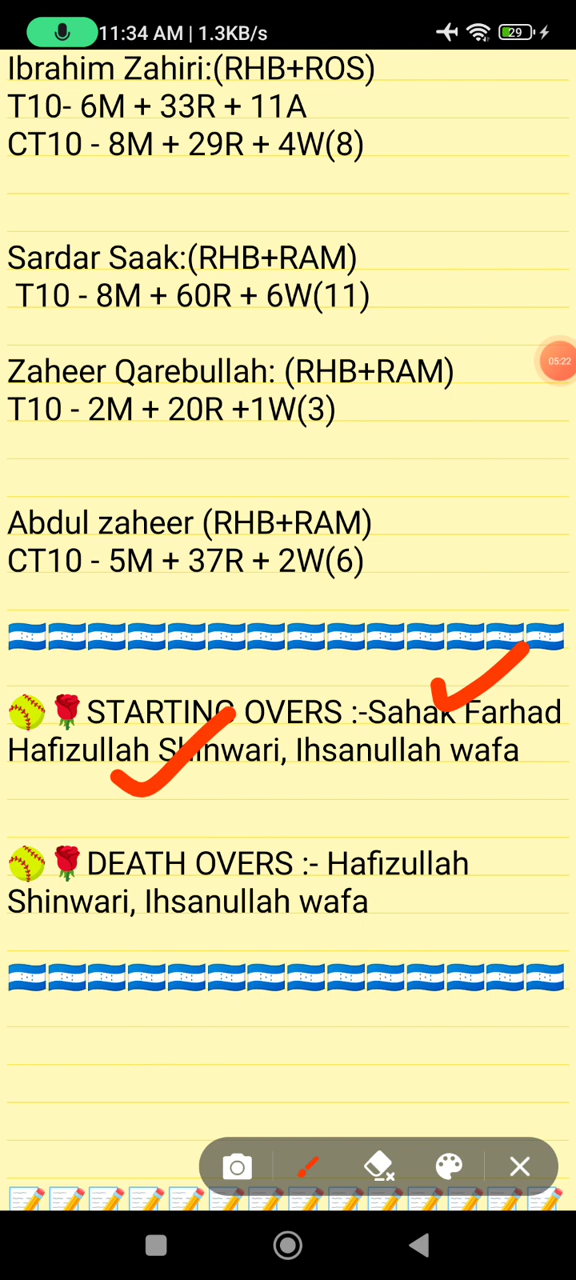 11:34 AM | 1.3KB/s
29
Ibrahim Zahiri:(RHB+ROS)
T10- 6M + 33R + 11A
CT10 - 8M + 29R + 4W(8)
Sardar Saak:(RHB+RAM)
T10 - 8M + 60R + 6W(11)
05:22
Zaheer Qarebullah: (RHB+RAM)
T10 - 2M + 20R +1W(3)
Abdul zaheer (RHB+RAM)
CT10 - 5M + 37R + 2W(6)
STARTING OVERS :-Sahak Farhad
Hafizullah Shinwari, Ihsanullah wafa
DEATH OVERS :- Hafizullah
Shinwari, Ihsanullah wafa